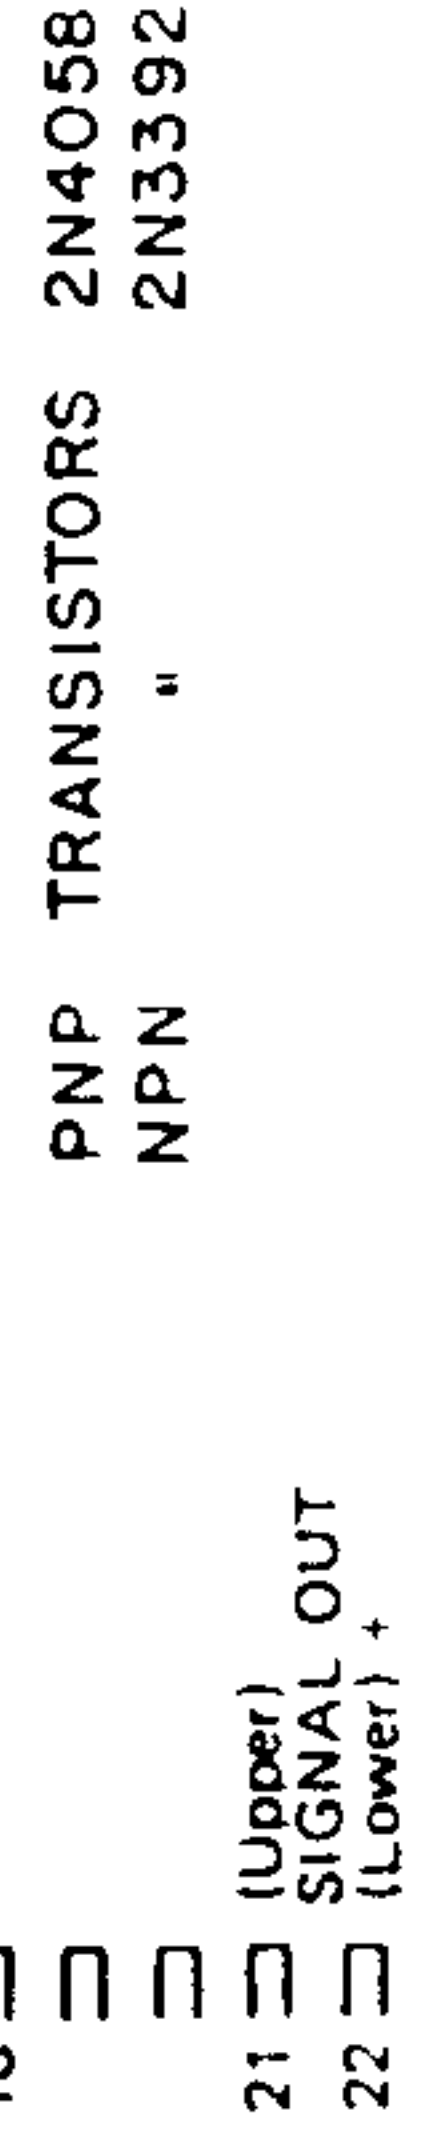 PNP TRANSISTORS 2N4058
NPN " 2N3392
21 (Upper)
SIGNAL OUT
22 (Lower) +